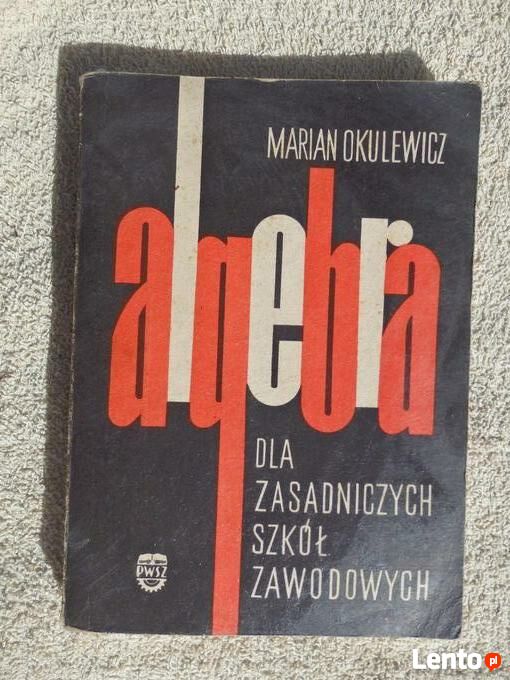 MARIAN OKULEWICZ
algebra
DLA
ZASADNICZYCH
SZKÓŁ
ZAWODOWYCH
PWSZ
Lento.pl